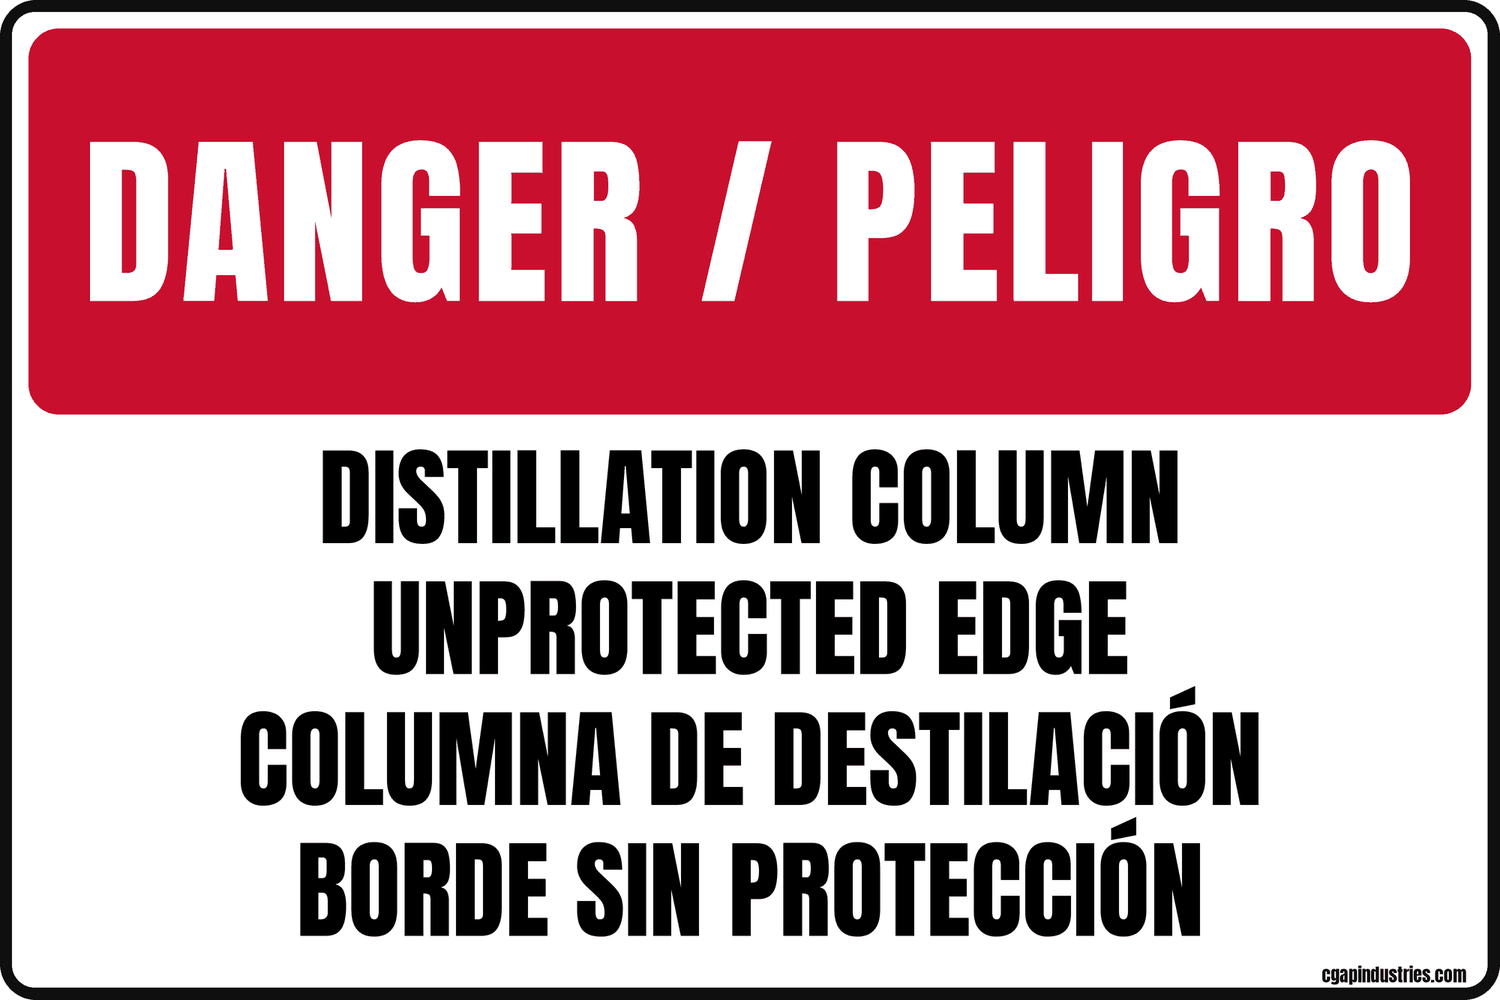 DANGER / PELIGRO
DISTILLATION COLUMN
UNPROTECTED EDGE
COLUMNA DE DESTILACIÓN
BORDE SIN PROTECCIÓN
cgapindustries.com